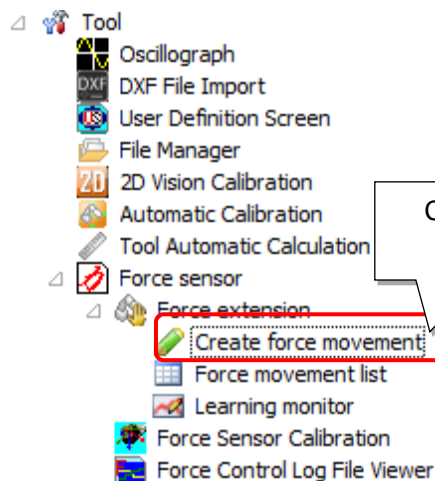 Tool
Oscillograph
DXF
DXF File Import
User Definition Screen
File Manager
2D
2D Vision Calibration
Automatic Calibration
C
Tool Automatic Calculation
Force sensor
Force extension
Create force movement
Force movement list
Learning monitor
Force Sensor Calibration
Force Control Log File Viewer